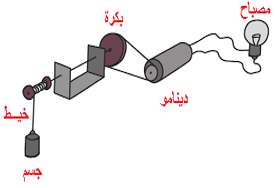 مصباح
بكرة
دينامو
خيط
جسم